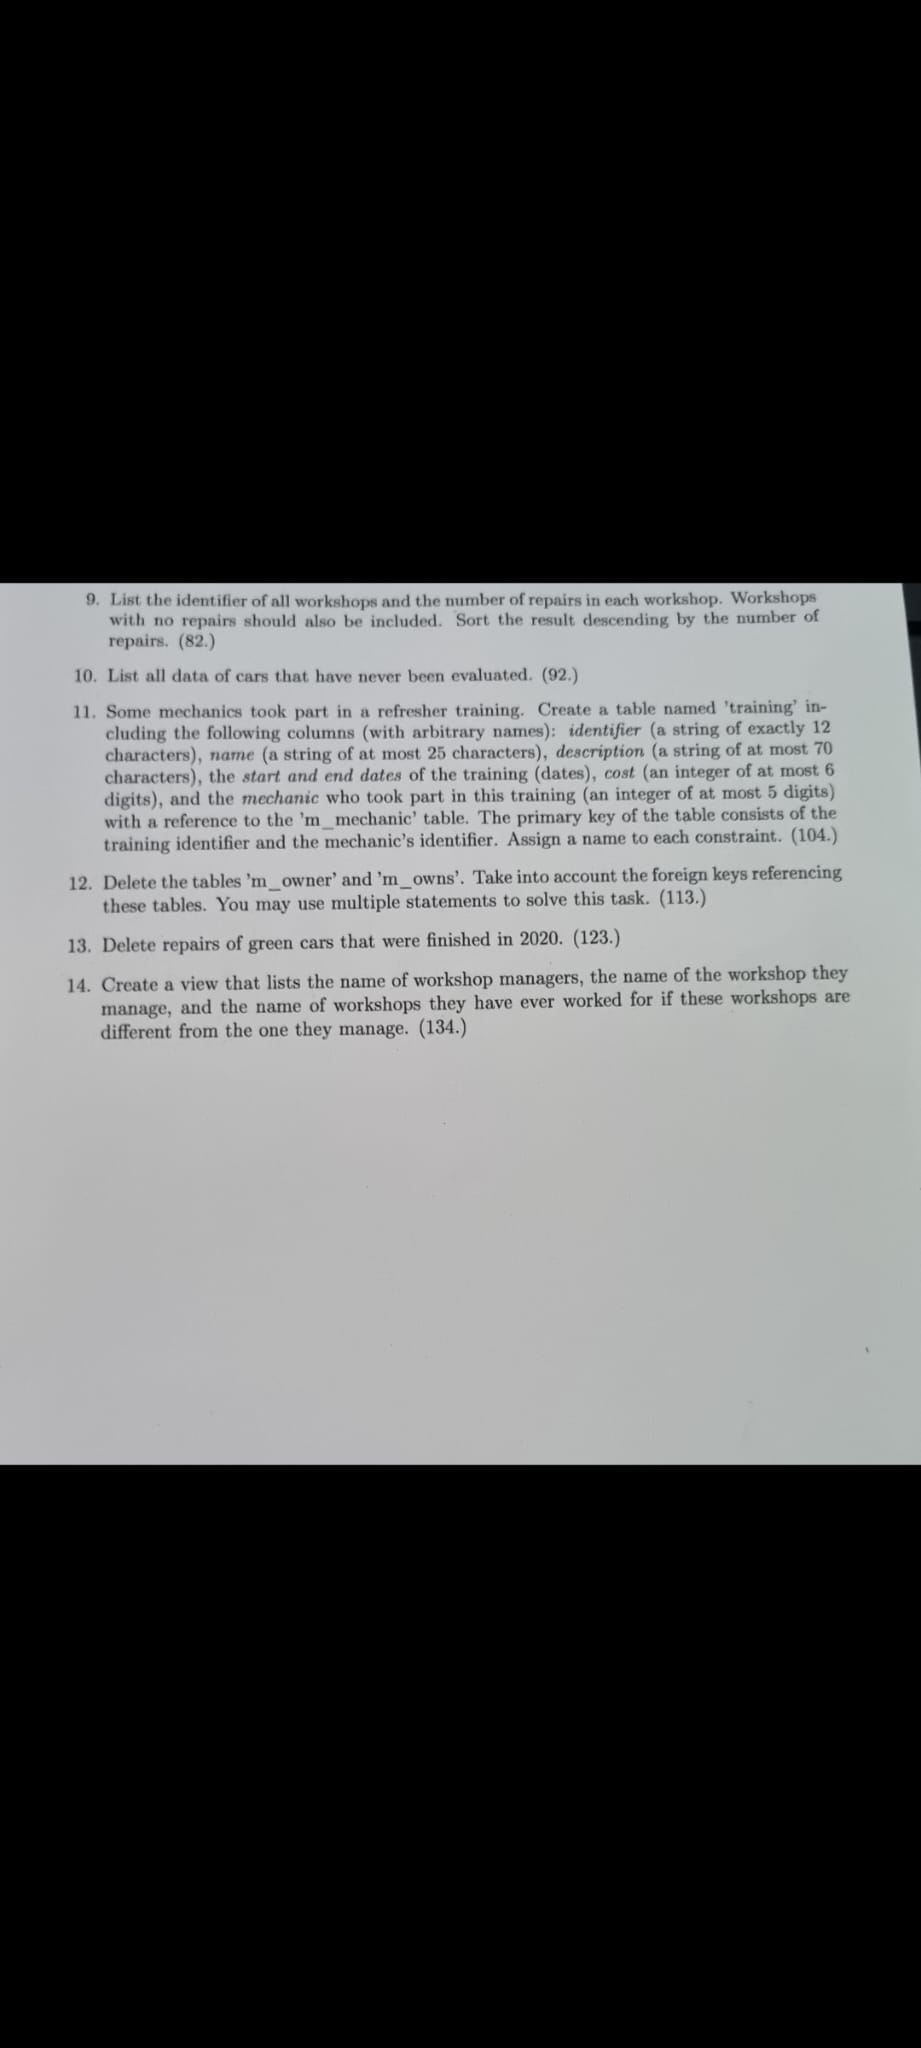 9. List the identifier of all workshops and the number of repairs in each workshop. Workshops
with no repairs should also be included. Sort the result descending by the number of
repairs. (82.)
10. List all data of cars that have never been evaluated. (92.)
11. Some mechanics took part in a refresher training. Create a table named 'training' in-
cluding the following columns (with arbitrary names): identifier (a string of exactly 12
characters), name (a string of at most 25 characters), description (a string of at most 70
characters), the start and end dates of the training (dates), cost (an integer of at most 6
digits), and the mechanic who took part in this training (an integer of at most 5 digits)
with a reference to the 'm_mechanic' table. The primary key of the table consists of the
training identifier and the mechanic's identifier. Assign a name to each constraint. (104.)
12. Delete the tables 'm_owner' and 'm_owns'. Take into account the foreign keys referencing
these tables. You may use multiple statements to solve this task. (113.)
13. Delete repairs of green cars that were finished in 2020. (123.)
14. Create a view that lists the name of workshop managers, the name of the workshop they
manage, and the name of workshops they have ever worked for if these workshops are
different from the one they manage. (134.)